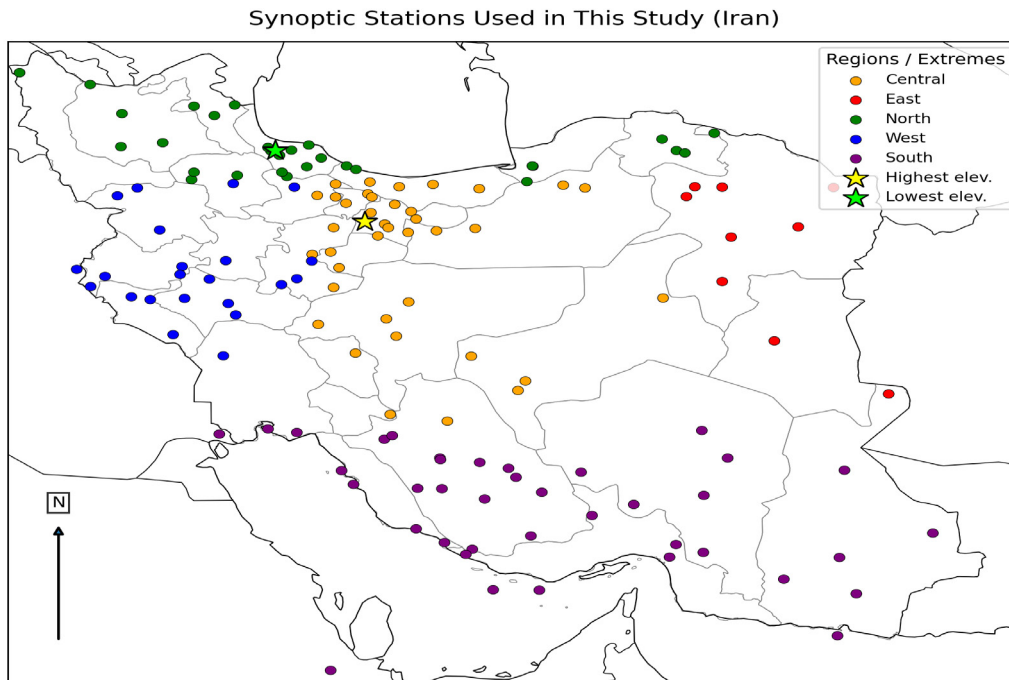 Synoptic Stations Used in This Study (Iran)
Regions / Extremes
Central
East
North
West
South
Highest elev.
Lowest elev.
N